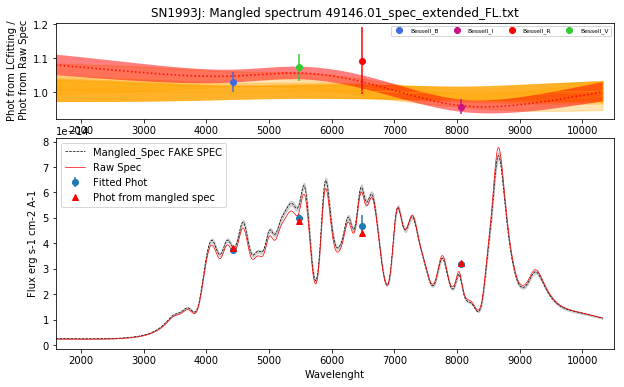 SN1993J: Mangled spectrum 49146.01_spec_extended_FL.txt
Phot from LCfitting /
Phot from Raw Spec
1.2
1.1
1.0
Bessell_B
Bessell_I
Bessell_R
Bessell_V
2000 3000 4000 5000 6000 7000 8000 9000 10000
1e-14
Flux erg s-1 cm-2 A-1
8
7
6
5
4
3
2
1
0
Mangled_Spec FAKE SPEC
Raw Spec
Fitted Phot
Phot from mangled spec
2000 3000 4000 5000 6000 7000 8000 9000 10000
Wavelenght